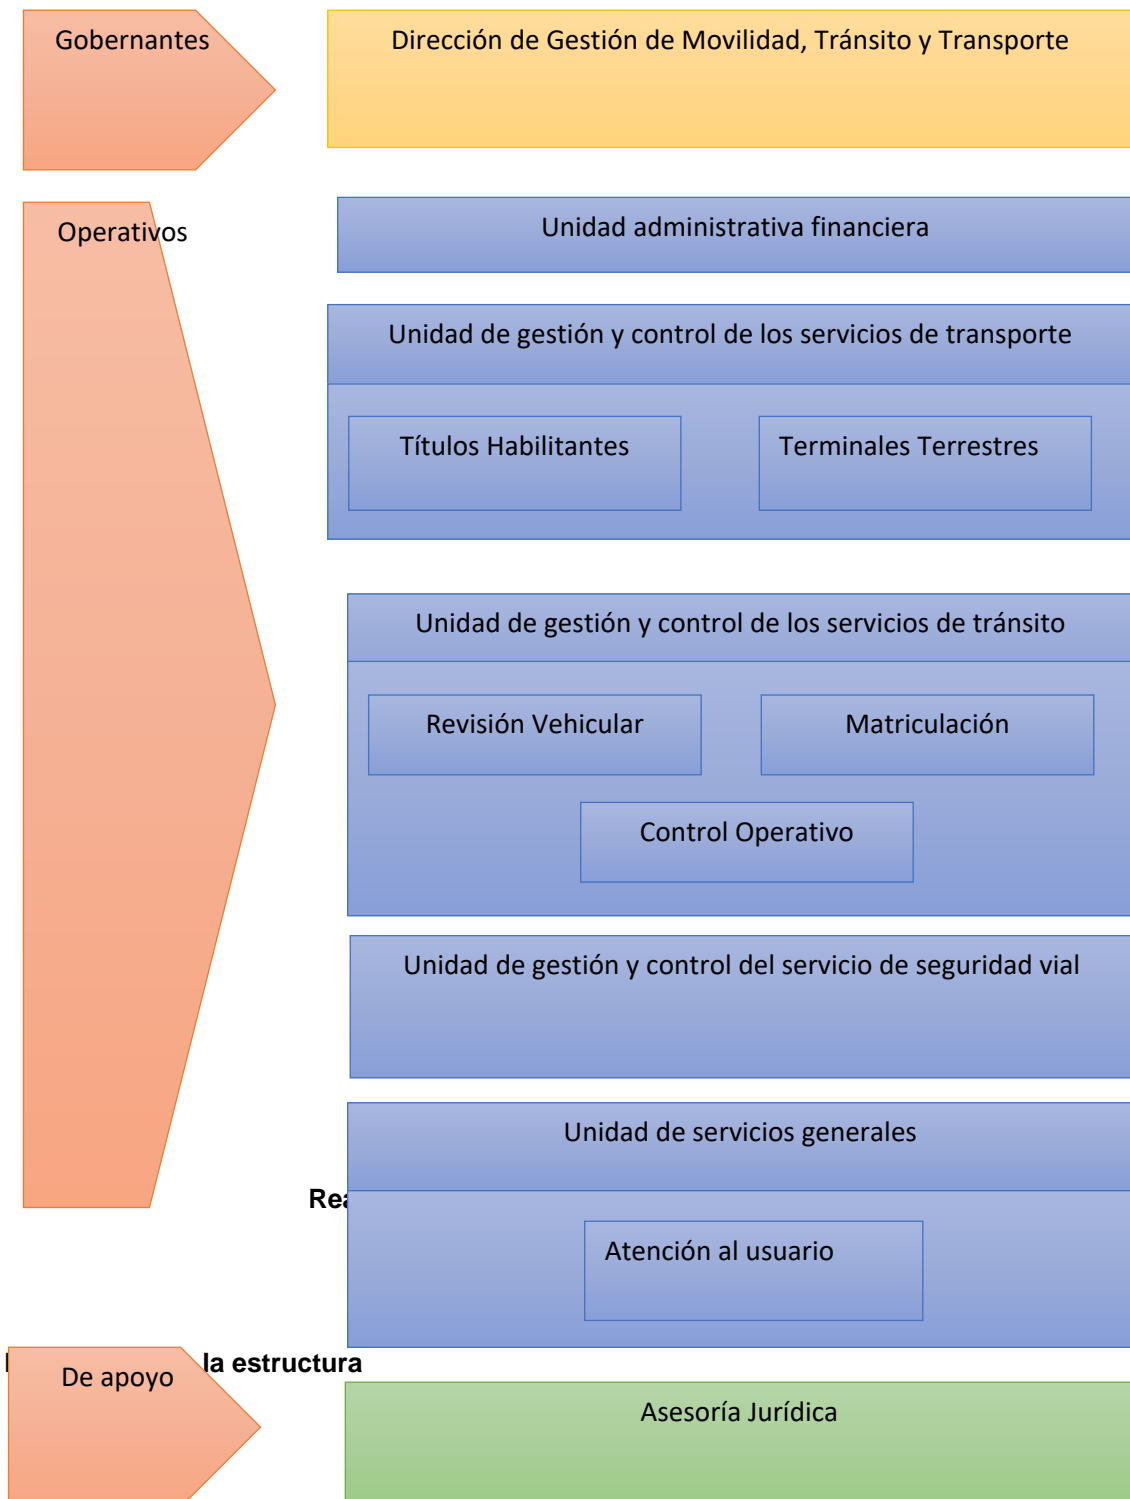 Gobernantes
Dirección de Gestión de Movilidad, Tránsito y Transporte
Operativos
Unidad administrativa financiera
Unidad de gestión y control de los servicios de transporte
Títulos Habilitantes
Terminales Terrestres
Unidad de gestión y control de los servicios de tránsito
Revisión Vehicular
Matriculación
Control Operativo
Unidad de gestión y control del servicio de seguridad vial
Unidad de servicios generales
Atención al usuario
la estructura
De apoyo
Asesoría Jurídica